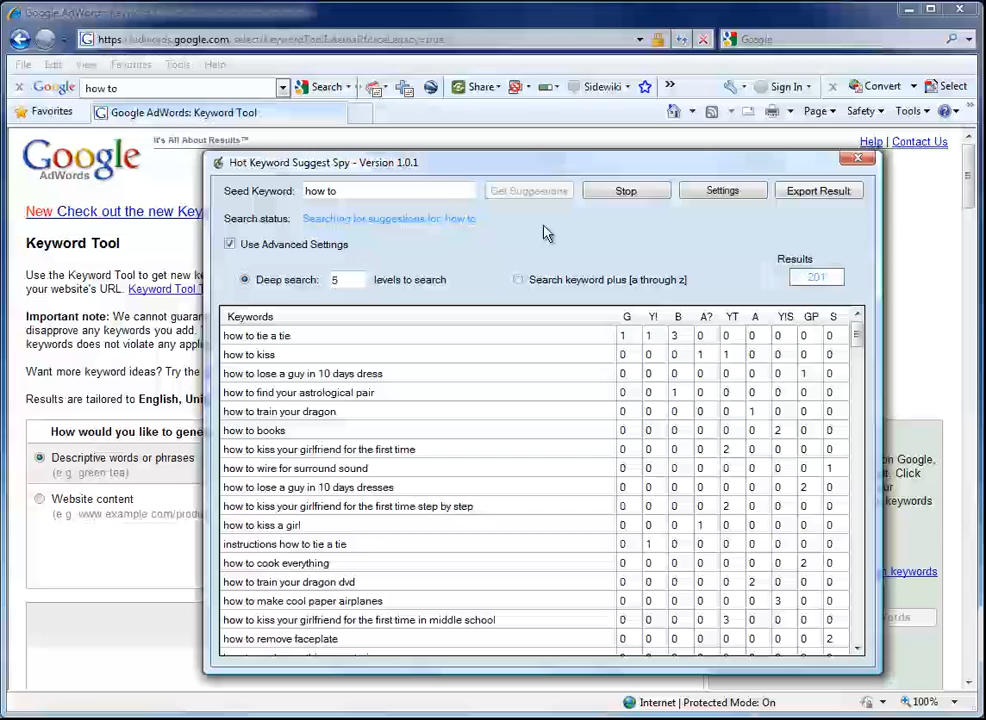 Google AdWords: Keyword Tool
https://adwords.google.com
Google
File Edit View Favorites Tools Help
Google how to Search Share Sidewiki Sign In Convert Select
Favorites Google AdWords: Keyword Tool Page Safety Tools
Google AdWords
It's All About Results™
Help | Contact Us
New Check out the new Key
Keyword Tool
Use the Keyword Tool to get new ke
your website's URL. Keyword T
Important note: We cannot guaran
disapprove any keywords you add.
keywords does not violate any appl
Want more keyword ideas? Try the
Results are tailored to English, Uni
How would you like to gene
Descriptive words or phrases
(e.g. green tea)
Website content
(e.g. www.example.com/produ
on Google,
. Click
ur
keywords
n keywords
Hot Keyword Suggest Spy - Version 1.0.1
Seed Keyword: how to Get Suggestions Stop Settings Export Result
Search status: Searching for suggestions for: how to
Use Advanced Settings
Results
Deep search: 5 levels to search Search keyword plus [a through z] 201
Keywords G Y! B A? YT A Y!S GP S
how to tie a tie 1 1 3 0 0 0 0 0 0
how to kiss 0 0 0 1 1 0 0 0 0
how to lose a guy in 10 days dress 0 0 0 0 0 0 0 1 0
how to find your astrological pair 0 0 1 0 0 0 0 0 0
how to train your dragon 0 0 0 0 0 1 0 0 0
how to books 0 0 0 0 0 0 2 0 0
how to kiss your girlfriend for the first time 0 0 0 0 2 0 0 0 0
how to wire for surround sound 0 0 0 0 0 0 0 0 1
how to lose a guy in 10 days dresses 0 0 0 0 0 0 0 2 0
how to kiss your girlfriend for the first time step by step 0 0 0 0 2 0 0 0 0
how to kiss a girl 0 0 0 1 0 0 0 0 0
instructions how to tie a tie 0 1 0 0 0 0 0 0 0
how to cook everything 0 0 0 0 0 0 0 2 0
how to train your dragon dvd 0 0 0 0 0 2 0 0 0
how to make cool paper airplanes 0 0 0 0 0 0 3 0 0
how to kiss your girlfriend for the first time in middle school 0 0 0 0 3 0 0 0 0
how to remove faceplate 0 0 0 0 0 0 0 0 2
Internet | Protected Mode: On 100%